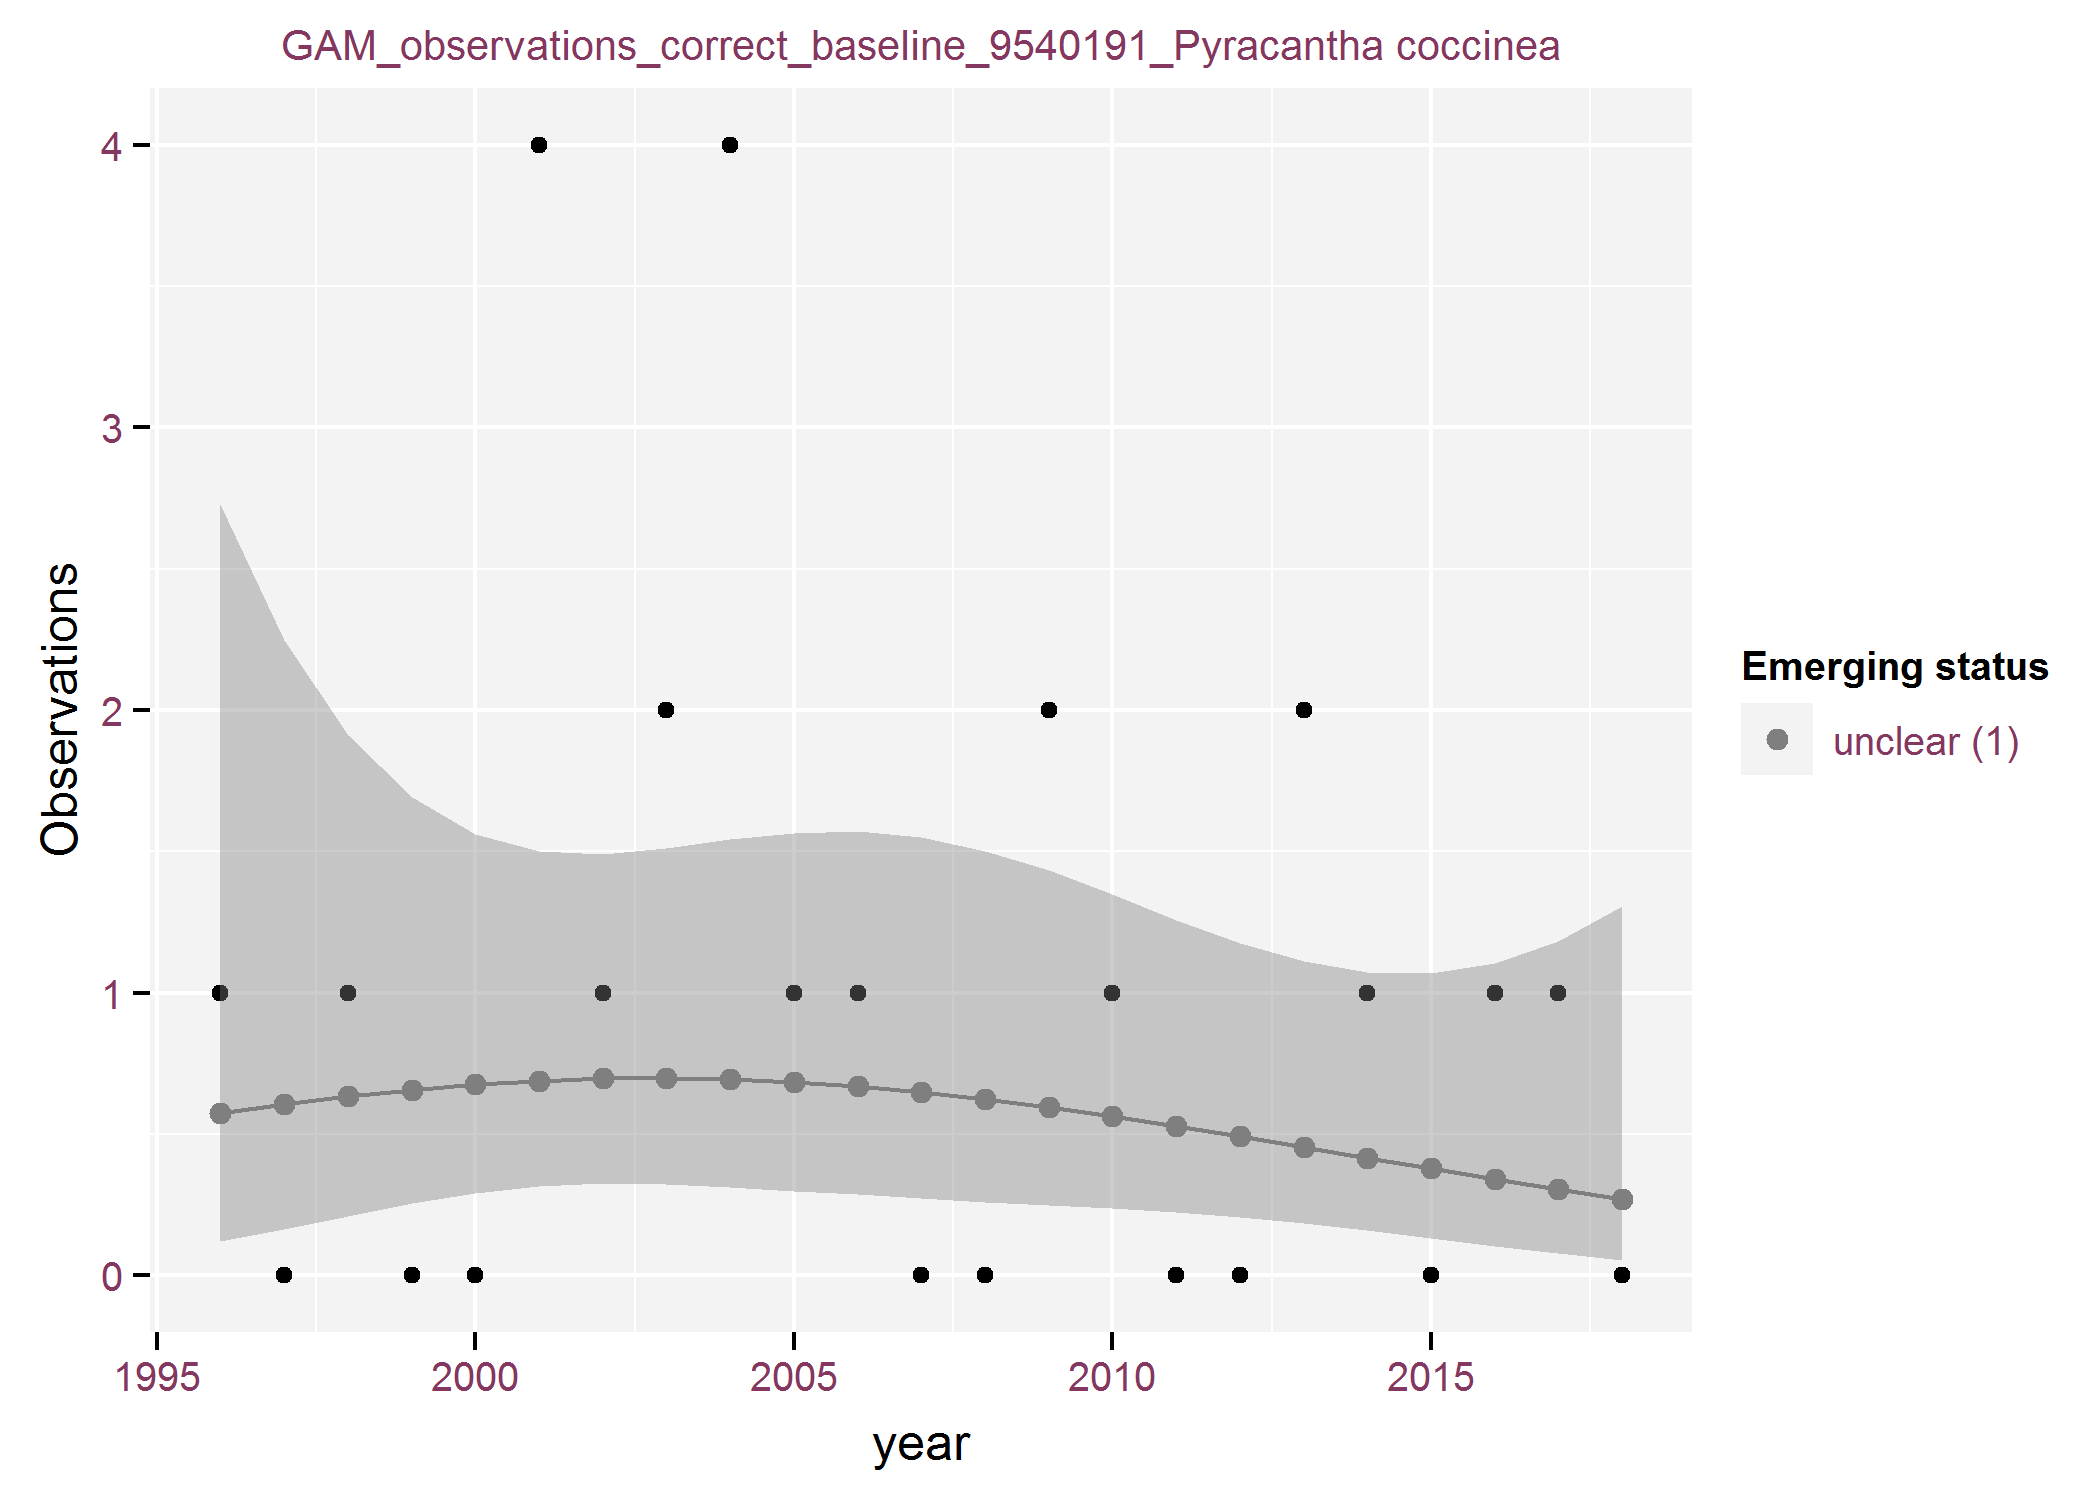 GAM_observations_correct_baseline_9540191_Pyracantha coccinea
4
3
2
1
0
Observations
1995 2000 2005 2010 2015
year
Emerging status
unclear (1)